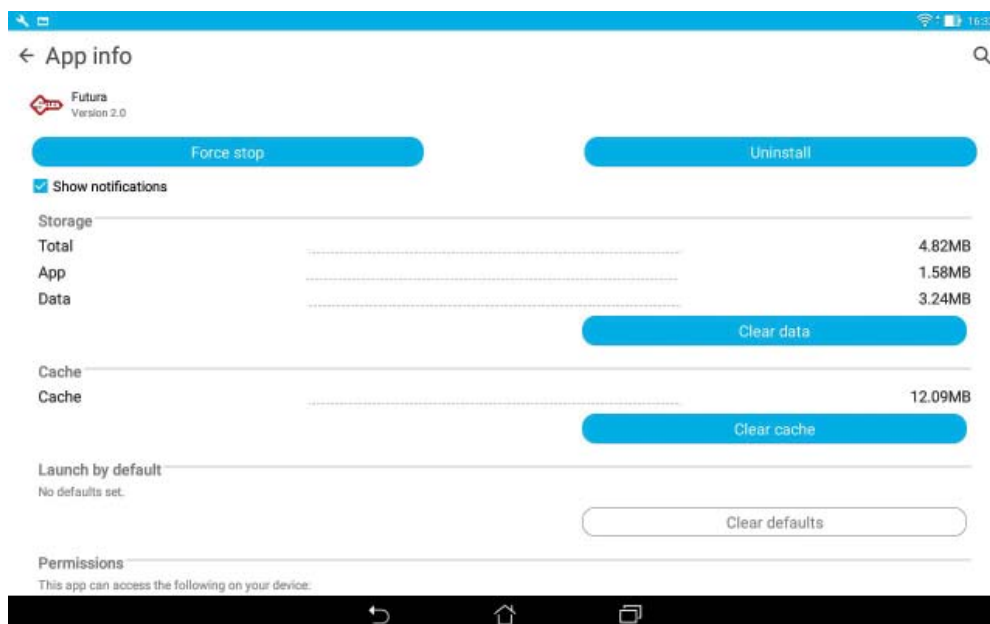 16:3
App info
Futura
Version 2.0
Force stop
Uninstall
Show notifications
Storage
Total 4.82MB
App 1.58MB
Data 3.24MB
Clear data
Cache
Cache 12.09MB
Clear cache
Launch by default
No defaults set.
Clear defaults
Permissions
This app can access the following on your device: